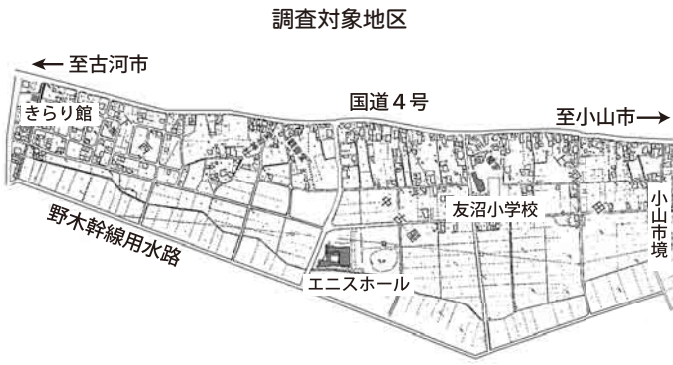 調査対象地区
← 至古河市
きらり館
国道4号
至小山市→
友沼小学校
小山市境
野木幹線用水路
エニスホール